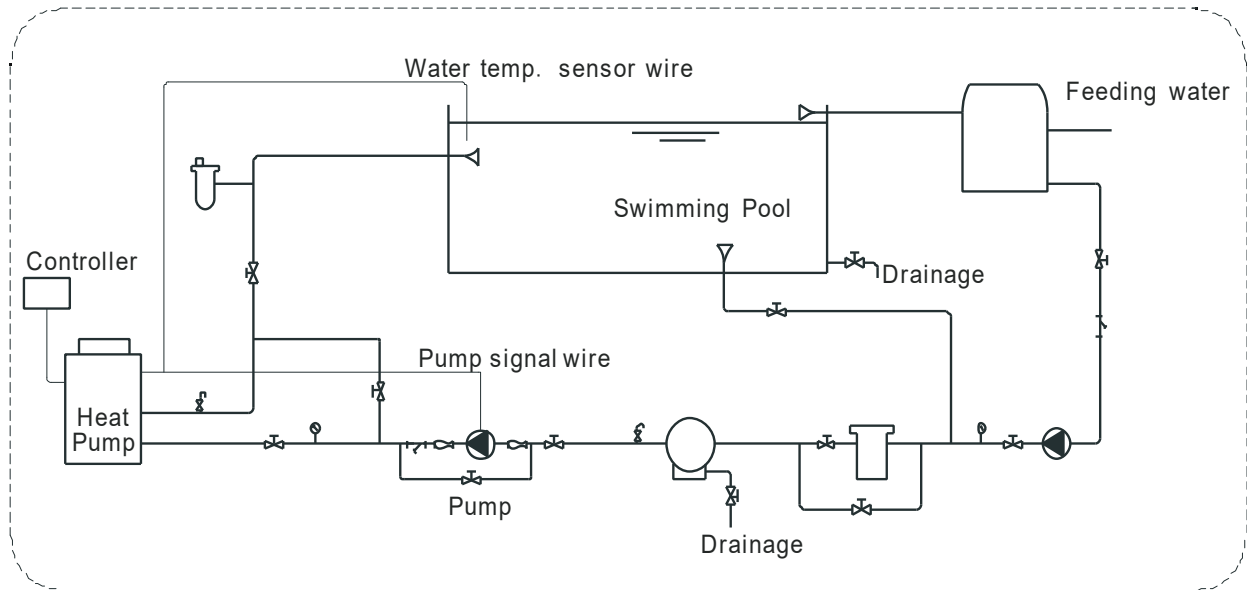 Water temp. sensor wire
Feeding water
Swimming Pool
Controller
Drainage
Pump signal wire
Heat
Pump
Pump
Drainage